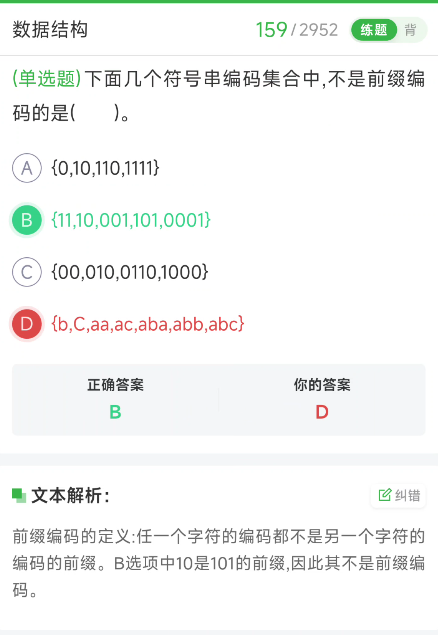 数据结构 159/2952 练题 背
(单选题)下面几个符号串编码集合中,不是前缀编
码的是(  )。
A {0,10,110,1111}
B {11,10,001,101,0001}
C {00,010,0110,1000}
D {b,C,aa,ac,aba,abb,abc}
正确答案 你的答案
B D
文本解析: 纠错
前缀编码的定义:任一个字符的编码都不是另一个字符的
编码的前缀。B选项中10是101的前缀,因此其不是前缀编
码。